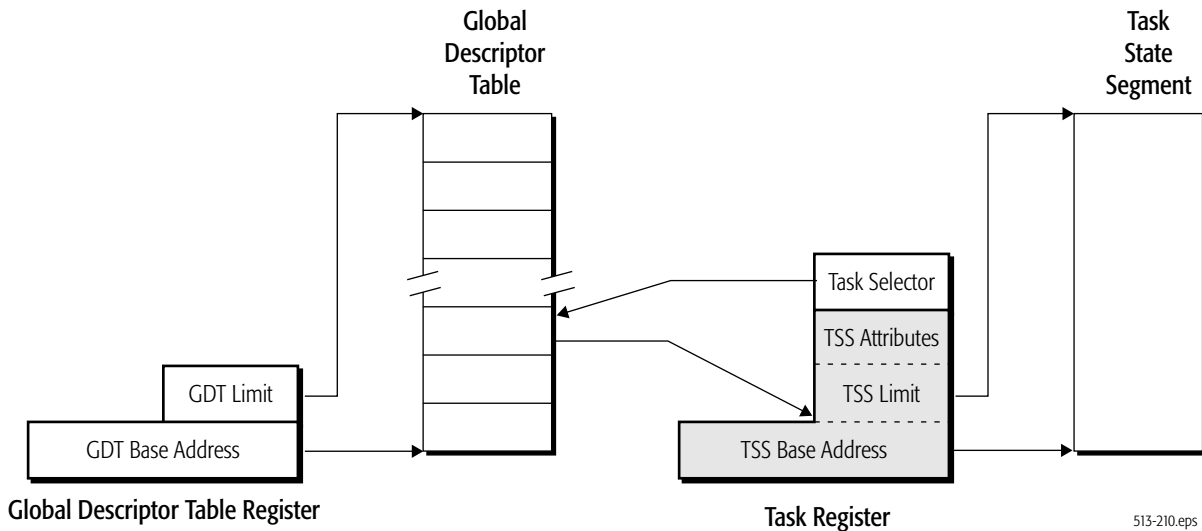 Global
Descriptor
Table
Task
State
Segment
Task Selector
TSS Attributes
GDT Limit
TSS Limit
GDT Base Address
TSS Base Address
Global Descriptor Table Register
Task Register
513-210.eps